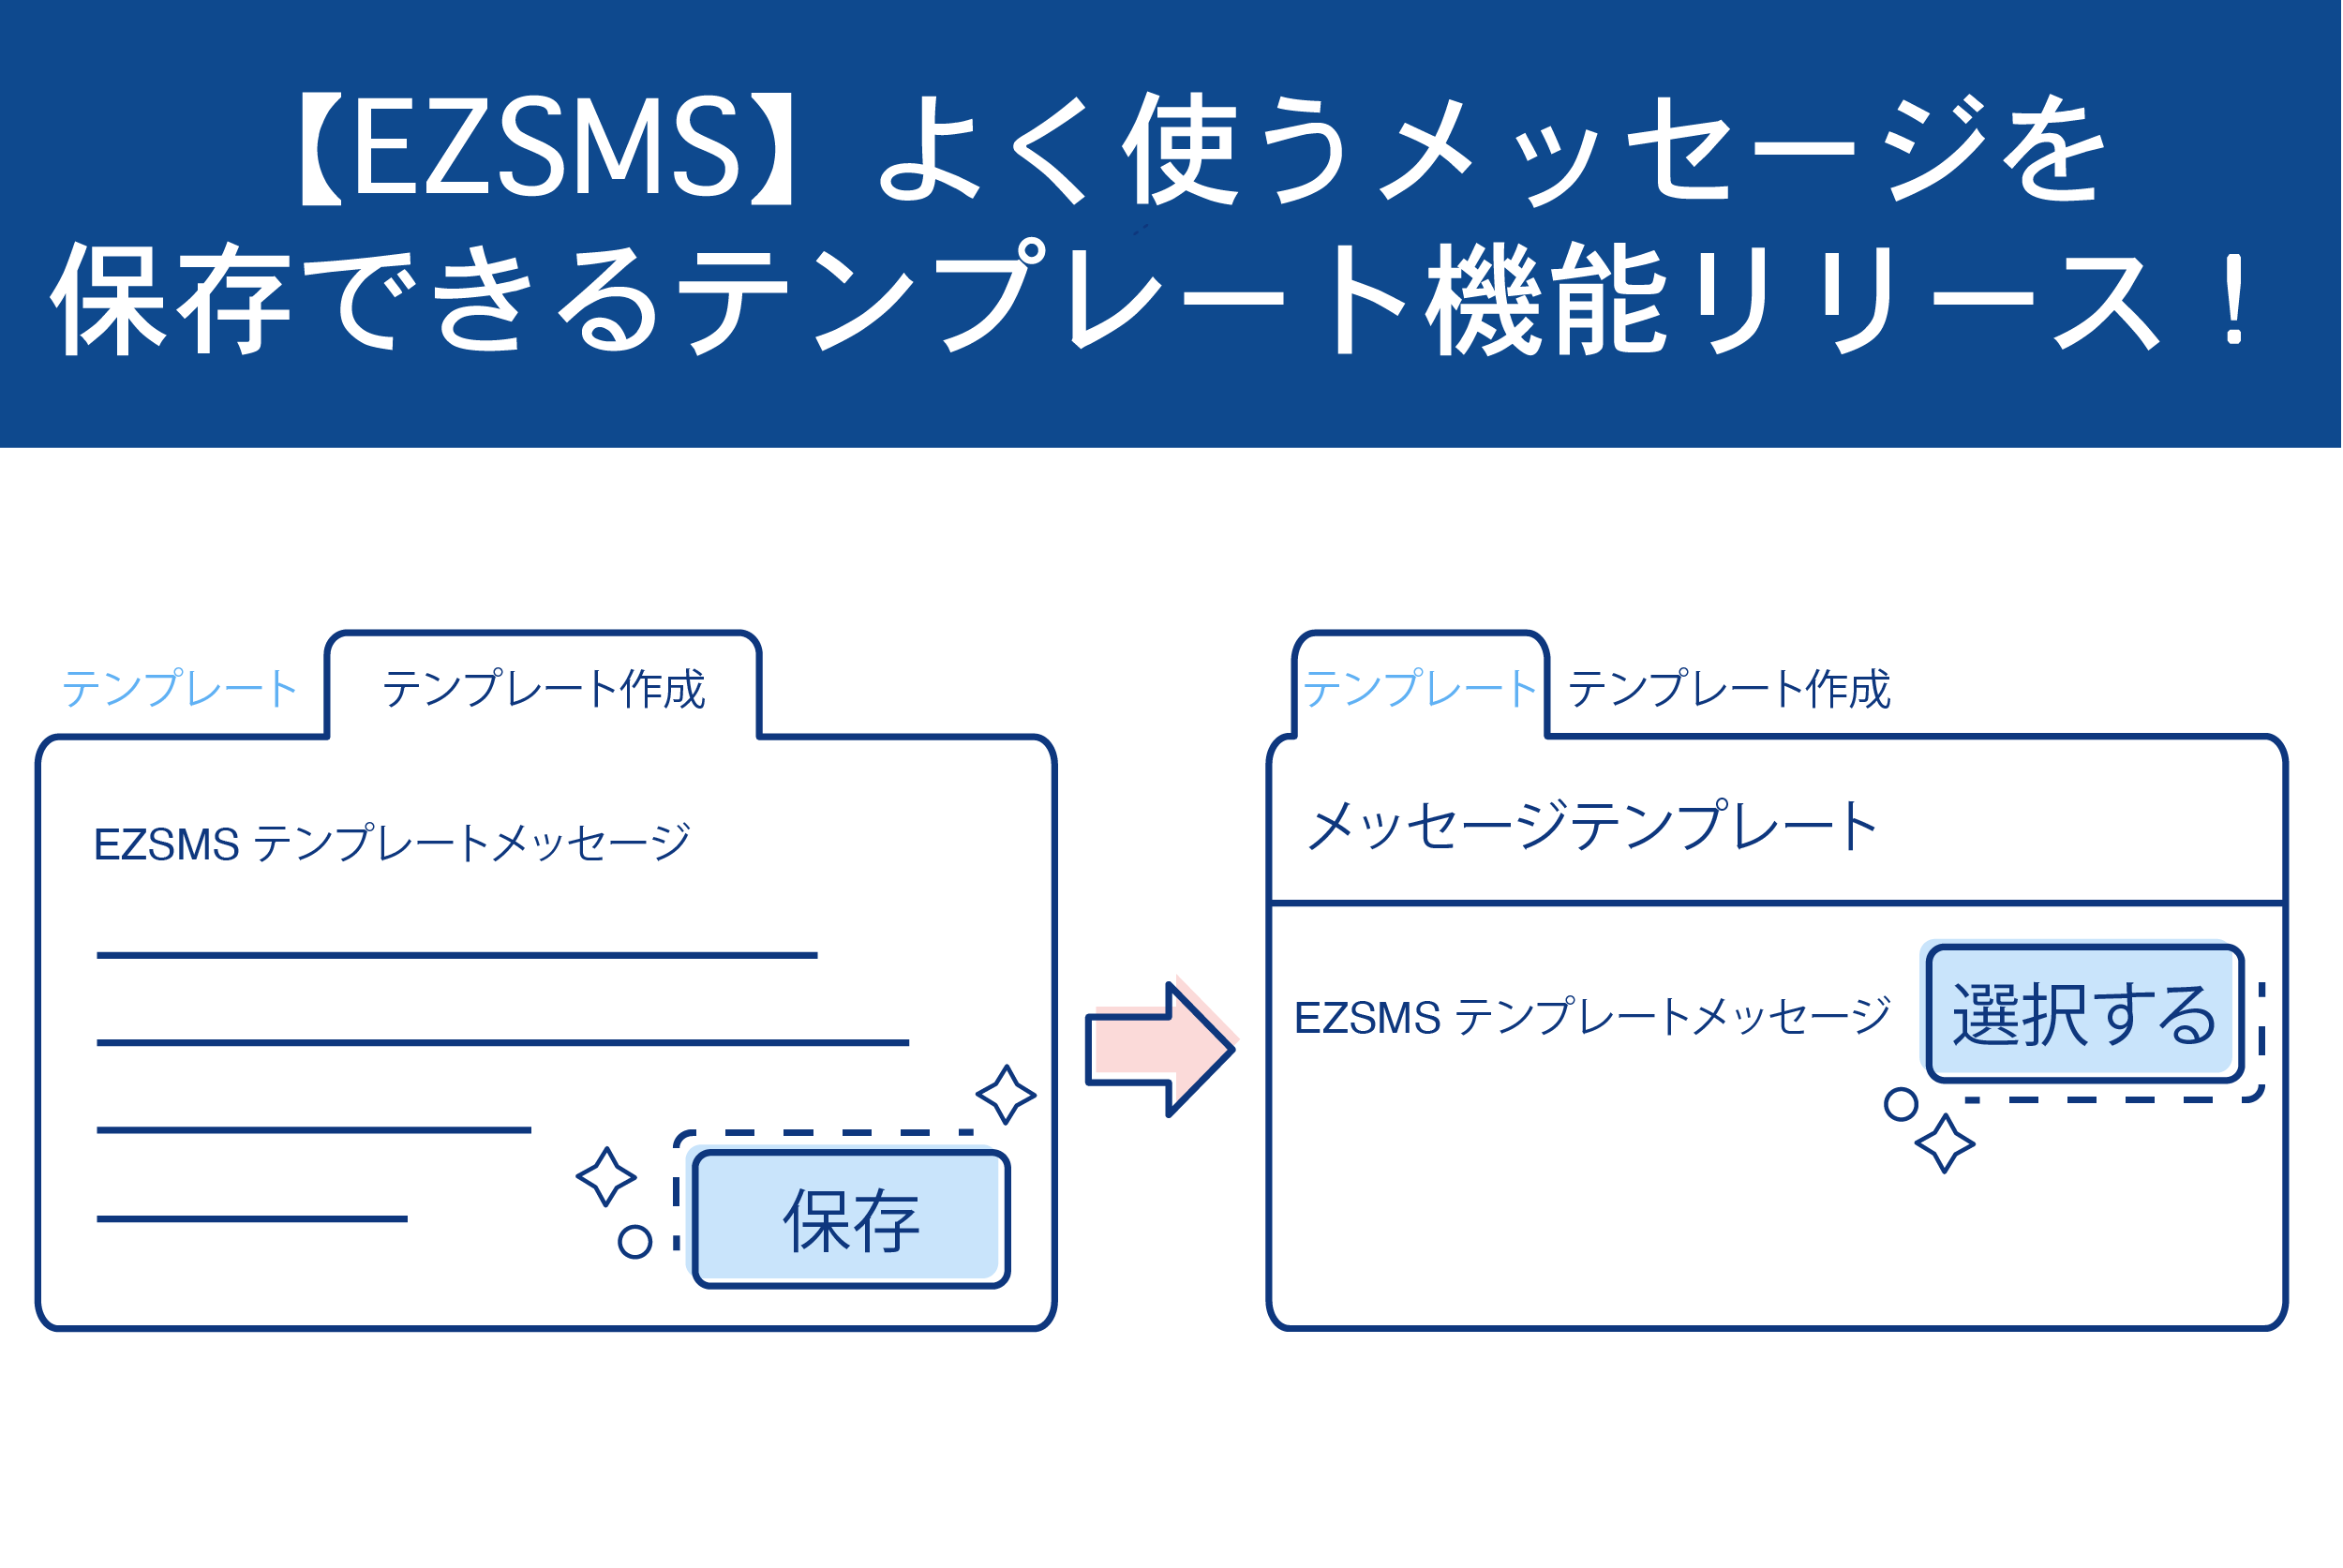 【EZSMS】よく使うメッセージを
保存できるテンプレート機能リリース!
テンプレート
テンプレート作成
EZSMS テンプレートメッセージ
保存
テンプレート
テンプレート作成
メッセージテンプレート
EZSMS テンプレートメッセージ
選択する